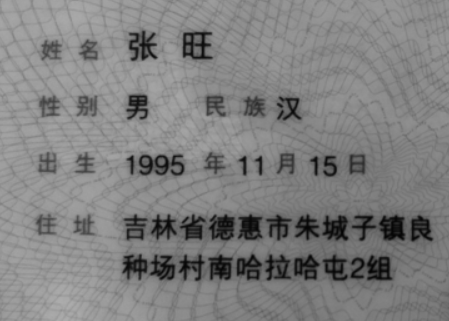 姓名 张旺
性别 男 民族 汉
出生 1995 年 11 月 15 日
住址 吉林省德惠市朱城子镇良
种场村南哈拉哈屯2组